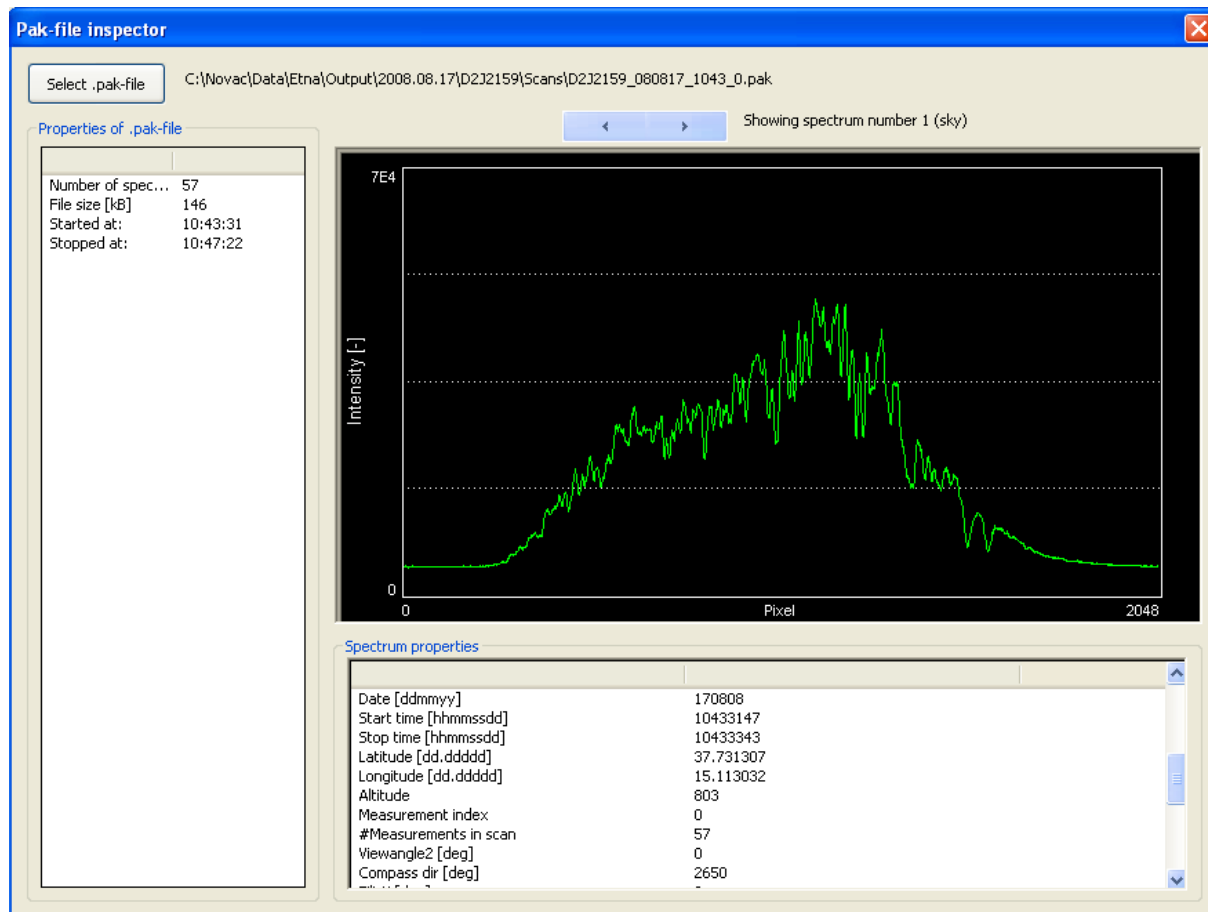 Pak-file inspector
Select .pak-file
C:\Novac\Data\Etna\Output\2008.08.17\D2J2159\Scans\D2J2159_080817_1043_0.pak
Showing spectrum number 1 (sky)
Properties of .pak-file
Number of spec... 57
File size [kB] 146
Started at: 10:43:31
Stopped at: 10:47:22
7E4
Intensity [-]
0
0 Pixel 2048
Spectrum properties
Date [ddmmyy] 170808
Start time [hhmmssdd] 10433147
Stop time [hhmmssdd] 10433343
Latitude [dd.ddddd] 37.731307
Longitude [dd.ddddd] 15.113032
Altitude 803
Measurement index 0
#Measurements in scan 57
Viewangle2 [deg] 0
Compass dir [deg] 2650